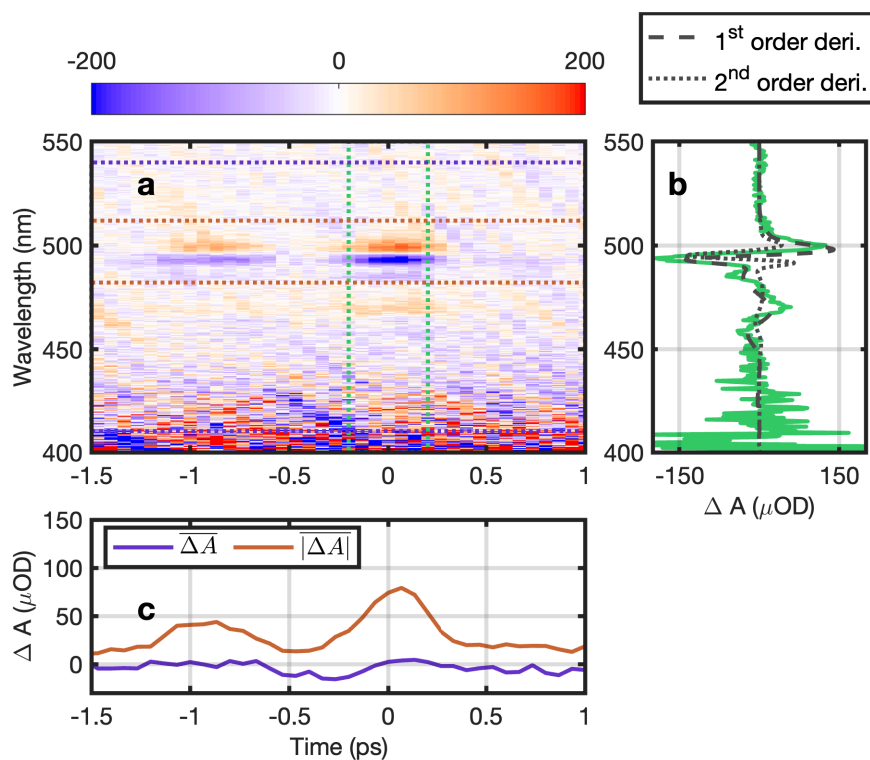 1st order deri.
2nd order deri.
-200 0 200
a
Wavelength (nm)
550
500
450
400
-1.5 -1 -0.5 0 0.5 1
b
550
500
450
400
-150 150
Δ A (μOD)
c
ΔA |ΔA|
Δ A (μOD)
150
100
50
0
-1.5 -1 -0.5 0 0.5 1
Time (ps)